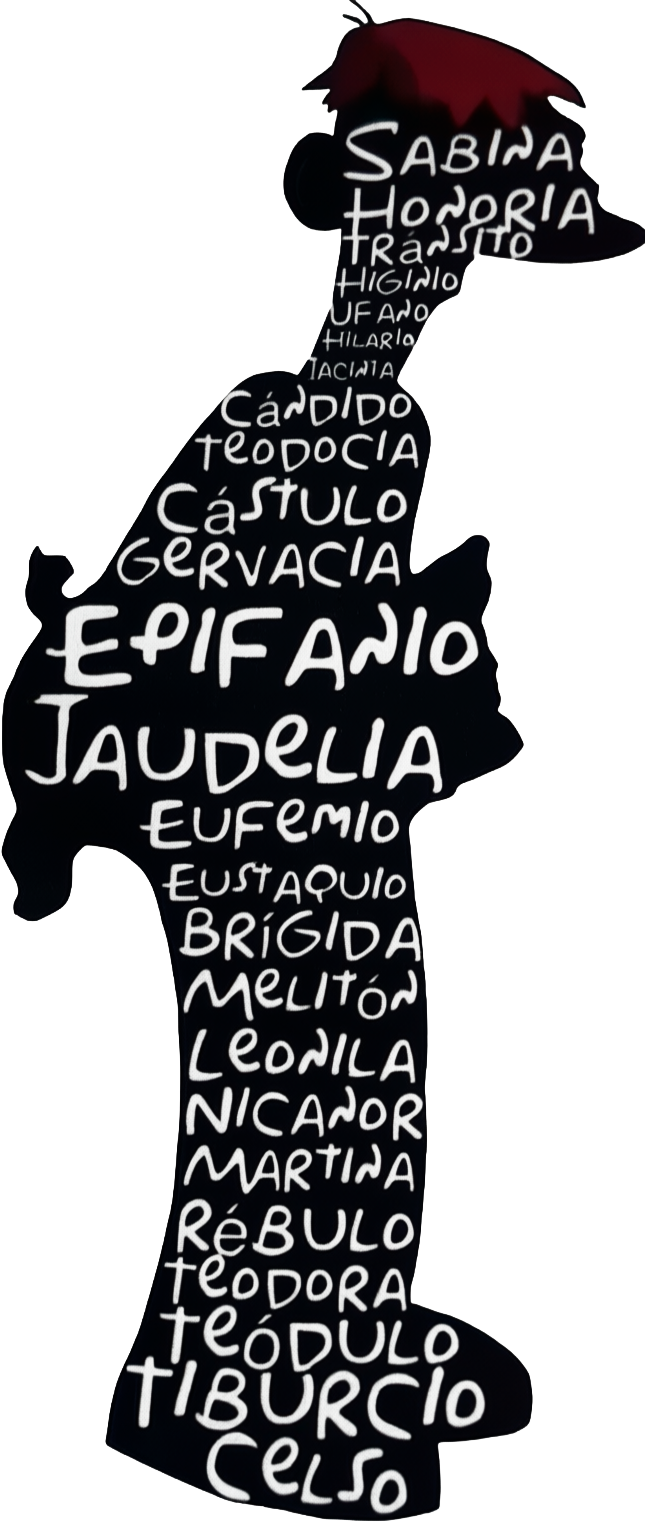 SABINA
HONORIA
TRáNSITO
HIGINIO
UFANO
HILARIO
JACINTA
CáNDIDO
TeODOCIA
CáSTULO
GeRVACIA
EPIFANIO
JAUDeLIA
EUFeMIO
EUSTAQUIO
BRíGIDA
MeLITóN
LeONILA
NICANOR
MARTINA
RéBULO
TeODORA
TeóDULO
TIBURCIO
CeLSO